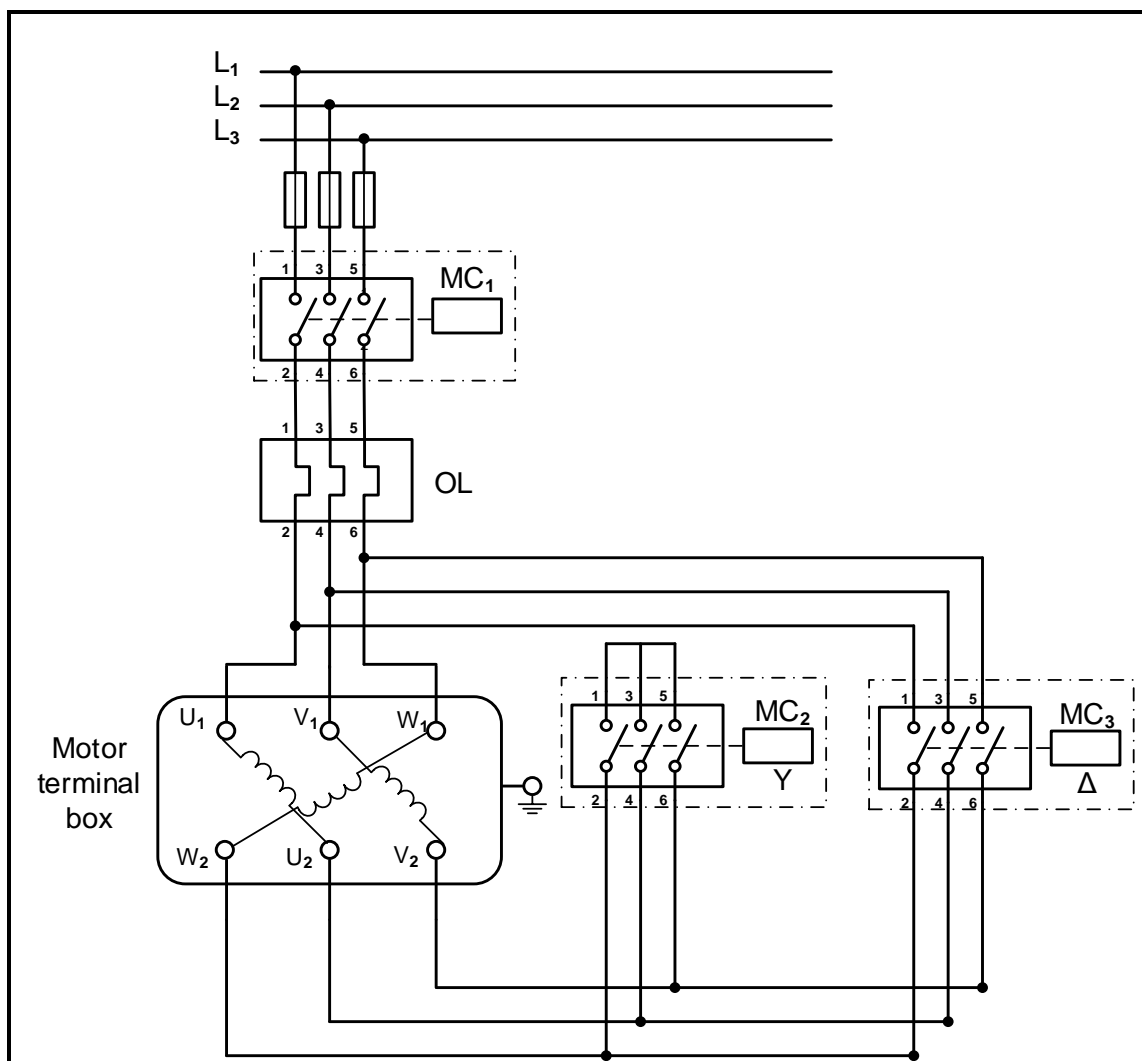 L₁
L₂
L₃
1 3 5
MC₁
2 4 6
1 3 5
OL
2 4 6
U₁ V₁ W₁
1 3 5
MC₂
1 3 5
MC₃
Motor
terminal
box
Y
Δ
2 4 6
2 4 6
W₂ U₂ V₂